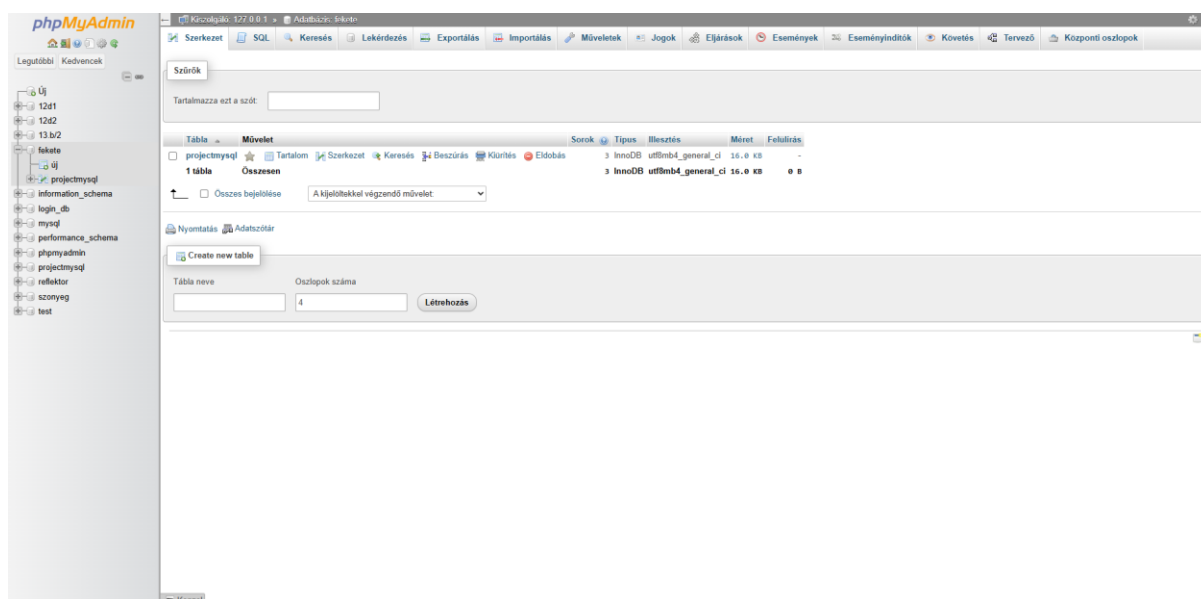 phpMyAdmin
Legutóbbi Kedvencek
Új
12d1
12d2
13.b/2
fekete
új
projectmysql
information_schema
login_db
mysql
performance_schema
phpmyadmin
projectmysql
reflektor
szonyeg
test
Kiszolgáló: 127.0.0.1 » Adatbázis: fekete
Szerkezet SQL Keresés Lekérdezés Exportálás Importálás Műveletek Jogok Eljárások Események Eseményindítók Követés Tervező Központi oszlopok
Szűrők
Tartalmazza ezt a szót:
Tábla Művelet Sorok Típus Illesztés Méret Felülírás
projectmysql Tartalom Szerkezet Keresés Beszúrás Kiürítés Eldobás 3 InnoDB utf8mb4_general_ci 16.0 KB -
1 tábla Összesen 3 InnoDB utf8mb4_general_ci 16.0 KB 0 B
Összes bejelölése A kijelöltekkel végzendő művelet:
Nyomtatás Adatszótár
Create new table
Tábla neve Oszlopok száma
4 Létrehozás